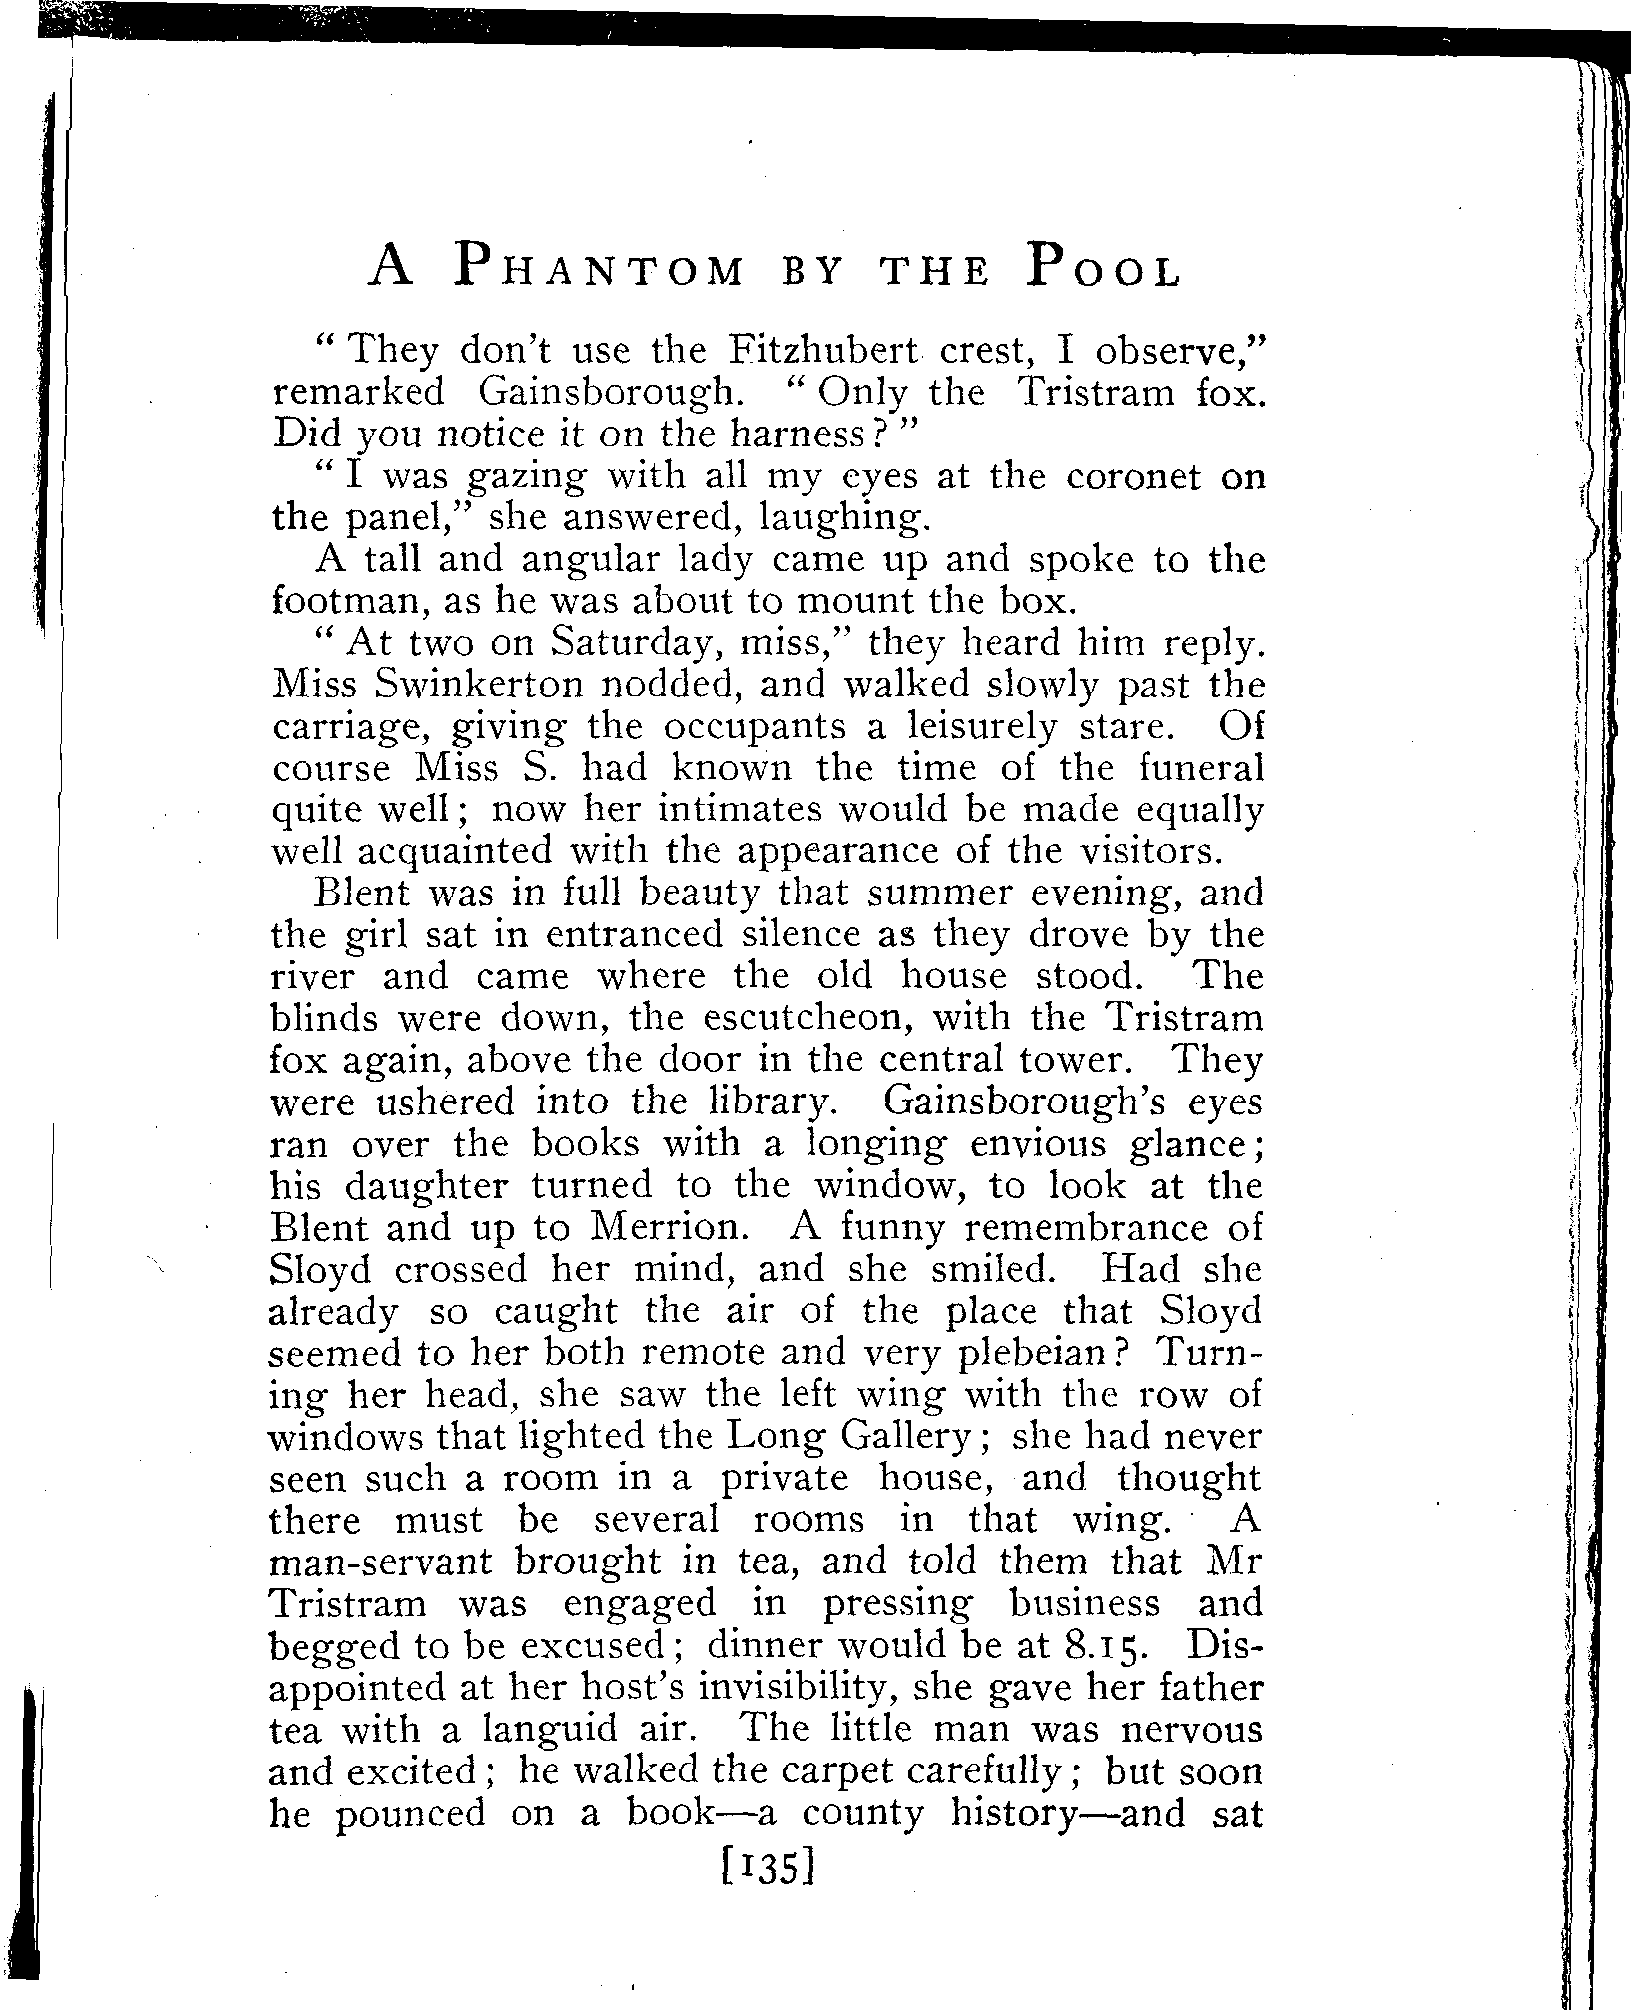 A PHANTOM BY THE POOL
“ They don't use the Fitzhubert crest, I observe,”
remarked Gainsborough. “ Only the Tristram fox.
Did you notice it on the harness ? ”
“ I was gazing with all my eyes at the coronet on
the panel,” she answered, laughing.
A tall and angular lady came up and spoke to the
footman, as he was about to mount the box.
“ At two on Saturday, miss,” they heard him reply.
Miss Swinkerton nodded, and walked slowly past the
carriage, giving the occupants a leisurely stare. Of
course Miss S. had known the time of the funeral
quite well ; now her intimates would be made equally
well acquainted with the appearance of the visitors.
Blent was in full beauty that summer evening, and
the girl sat in entranced silence as they drove by the
river and came where the old house stood. The
blinds were down, the escutcheon, with the Tristram
fox again, above the door in the central tower. They
were ushered into the library. Gainsborough's eyes
ran over the books with a longing envious glance ;
his daughter turned to the window, to look at the
Blent and up to Merrion. A funny remembrance of
Sloyd crossed her mind, and she smiled. Had she
already so caught the air of the place that Sloyd
seemed to her both remote and very plebeian ? Turn-
ing her head, she saw the left wing with the row of
windows that lighted the Long Gallery ; she had never
seen such a room in a private house, and thought
there must be several rooms in that wing. A
man-servant brought in tea, and told them that Mr
Tristram was engaged in pressing business and
begged to be excused ; dinner would be at 8.15. Dis-
appointed at her host's invisibility, she gave her father
tea with a languid air. The little man was nervous
and excited ; he walked the carpet carefully ; but soon
he pounced on a book—a county history—and sat
[135]